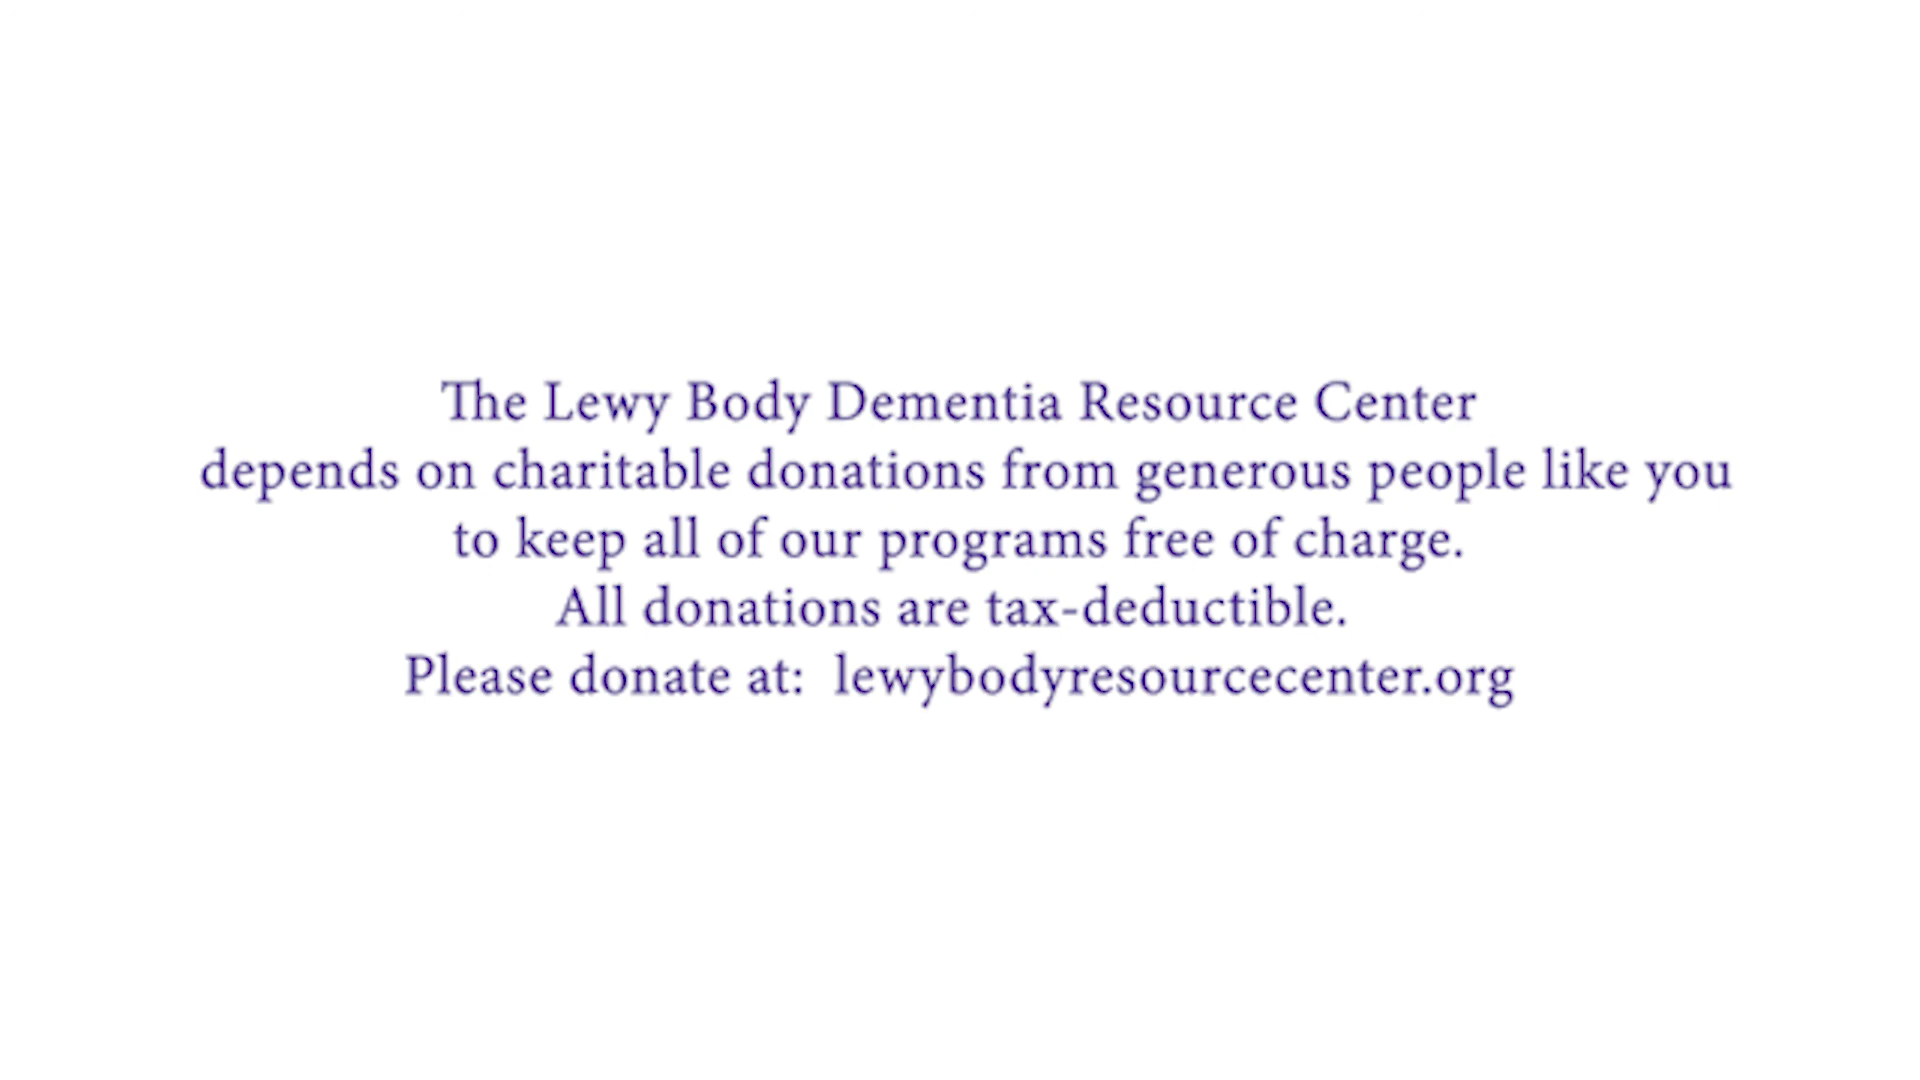 The Lewy Body Dementia Resource Center
depends on charitable donations from generous people like you
to keep all of our programs free of charge.
All donations are tax-deductible.
Please donate at:  lewybodyresourcecenter.org